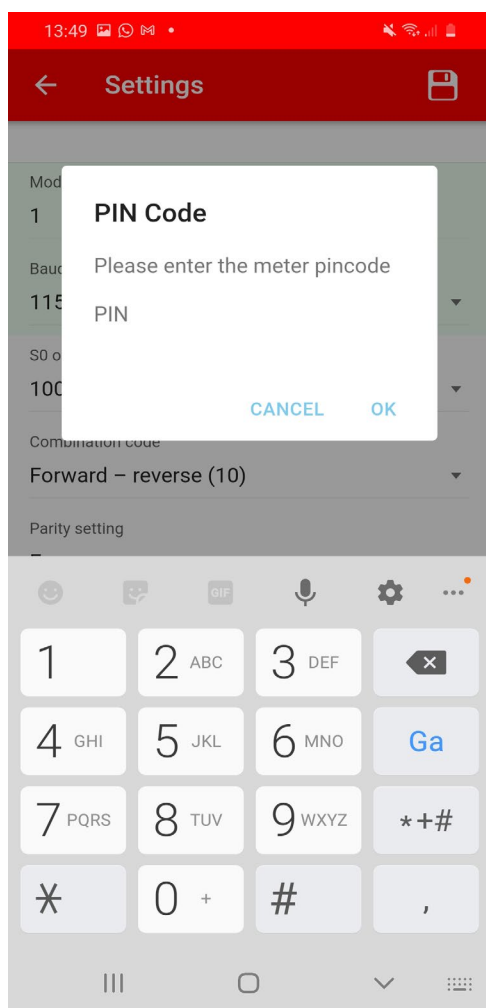 13:49
Settings
Mod
1
PIN Code
Baud
Please enter the meter pincode
115
PIN
S0 o
100
CANCEL OK
Combination code
Forward – reverse (10)
Parity setting
GIF
1 2 ABC 3 DEF
4 GHI 5 JKL 6 MNO Ga
7 PQRS 8 TUV 9 WXYZ *+#
* 0 + # ,